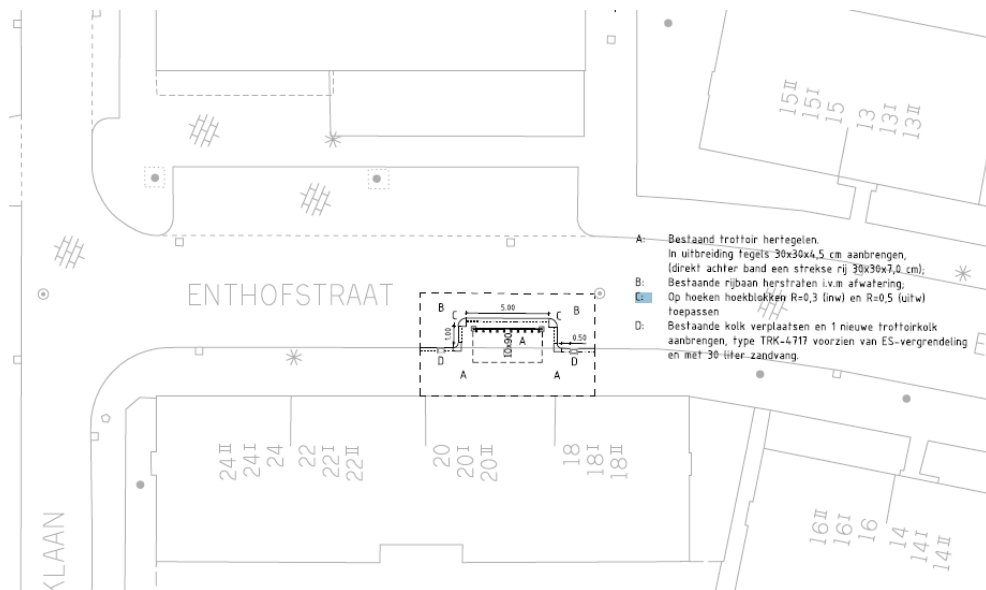 15II
15I
15
13
13I
13II
A: Bestaand trottoir hertegelen.
In uitbreiding tegels 30x30x4,5 cm aanbrengen,
(direkt achter band een strekse rij 30x30x7,0 cm);
B: Bestaande rijbaan herstraten i.v.m afwatering;
C: Op hoeken hoekblokken R=0,3 (inw) en R=0,5 (uitw)
toepassen
D: Bestaande kolk verplaatsen en 1 nieuwe trottoirkolk
aanbrengen, type TRK-4717 voorzien van ES-vergrendeling
en met 30 liter zandvang.
ENTHOFSTRAAT
B
C
5.00
C
B
1.00
10x90
A
0.50
D
D
A
A
E
24II
24I
24
22
22I
22II
20
20I
20II
18
18I
18II
16II
16I
16
14
14I
14II
KLAAN